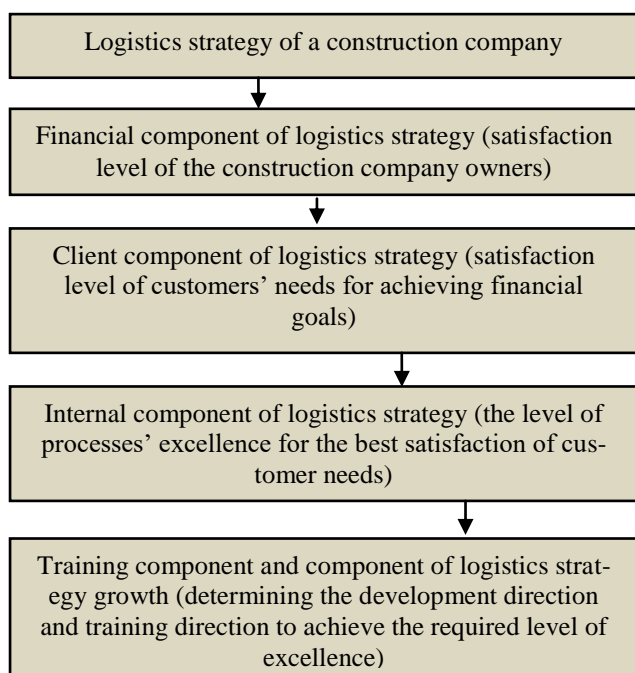 Logistics strategy of a construction company
Financial component of logistics strategy (satisfaction
level of the construction company owners)
Client component of logistics strategy (satisfaction
level of customers’ needs for achieving financial
goals)
Internal component of logistics strategy (the level of
processes’ excellence for the best satisfaction of cus-
tomer needs)
Training component and component of logistics strat-
egy growth (determining the development direction
and training direction to achieve the required level of
excellence)